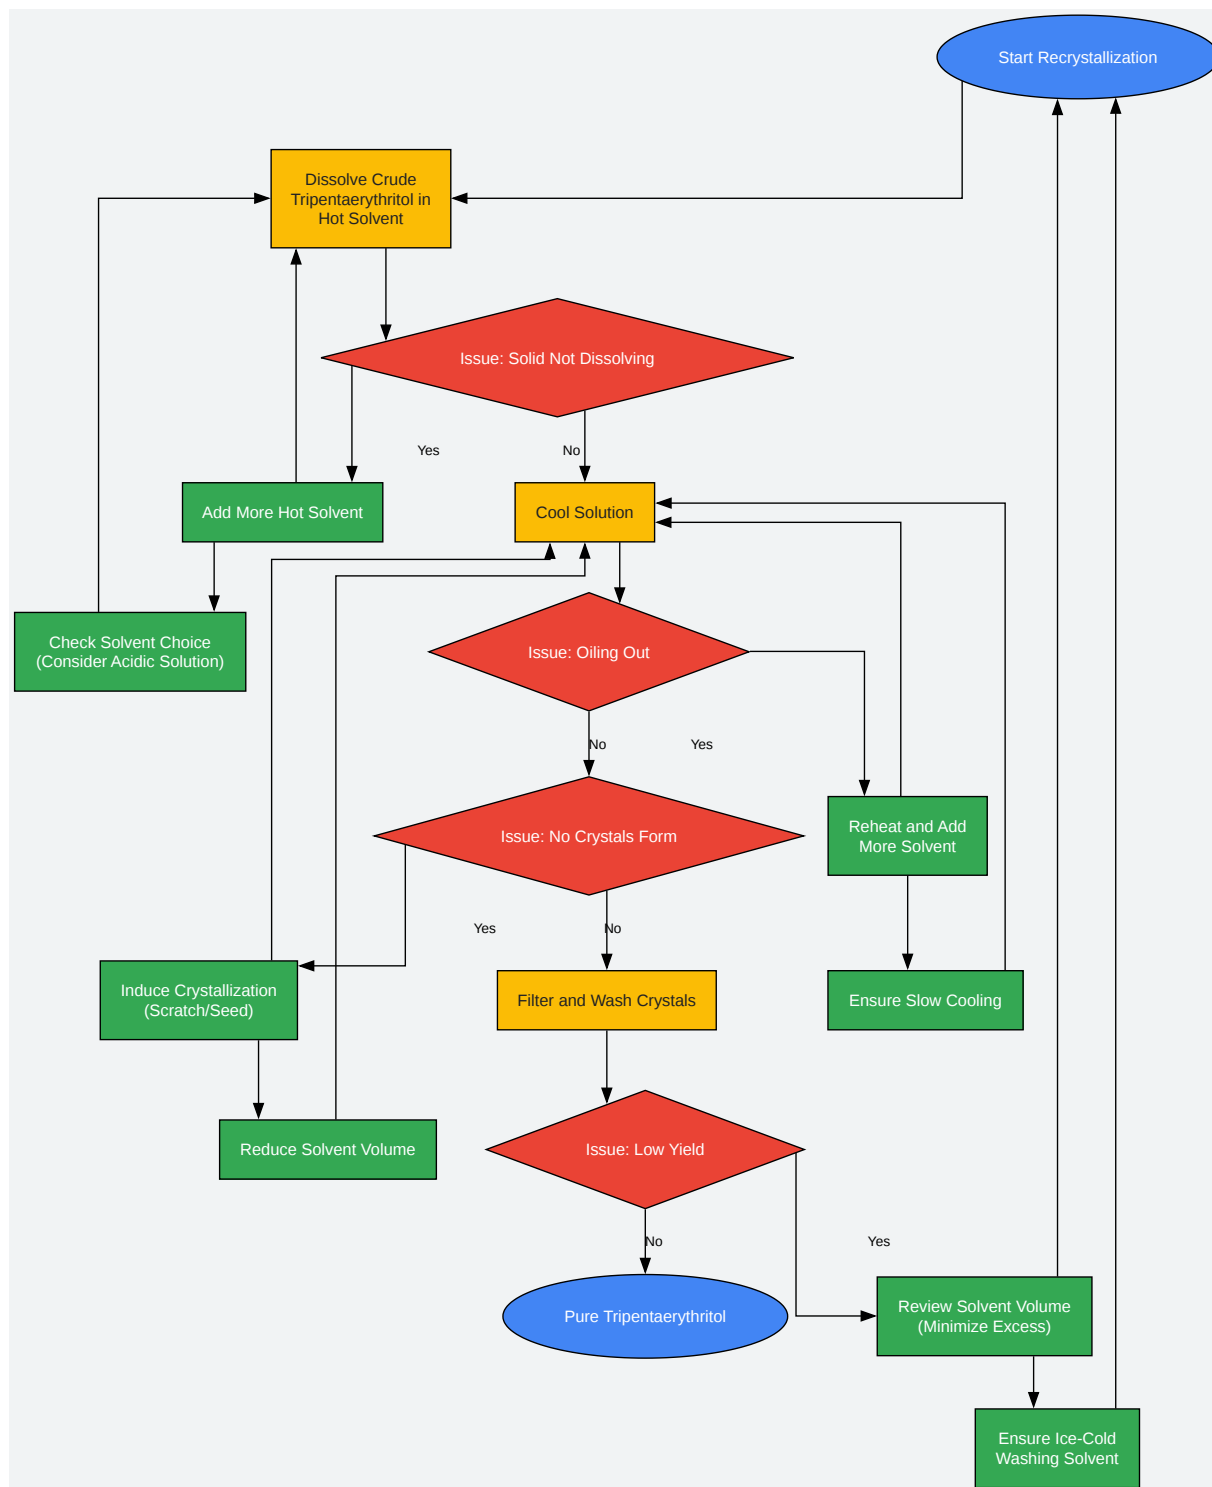 Start Recrystallization
Dissolve Crude
Tripentaerythritol in
Hot Solvent
Issue: Solid Not Dissolving
Yes
No
Add More Hot Solvent
Cool Solution
Check Solvent Choice
(Consider Acidic Solution)
Issue: Oiling Out
No
Yes
Issue: No Crystals Form
Reheat and Add
More Solvent
Yes
No
Induce Crystallization
(Scratch/Seed)
Filter and Wash Crystals
Ensure Slow Cooling
Reduce Solvent Volume
Issue: Low Yield
No
Yes
Pure Tripentaerythritol
Review Solvent Volume
(Minimize Excess)
Ensure Ice-Cold
Washing Solvent